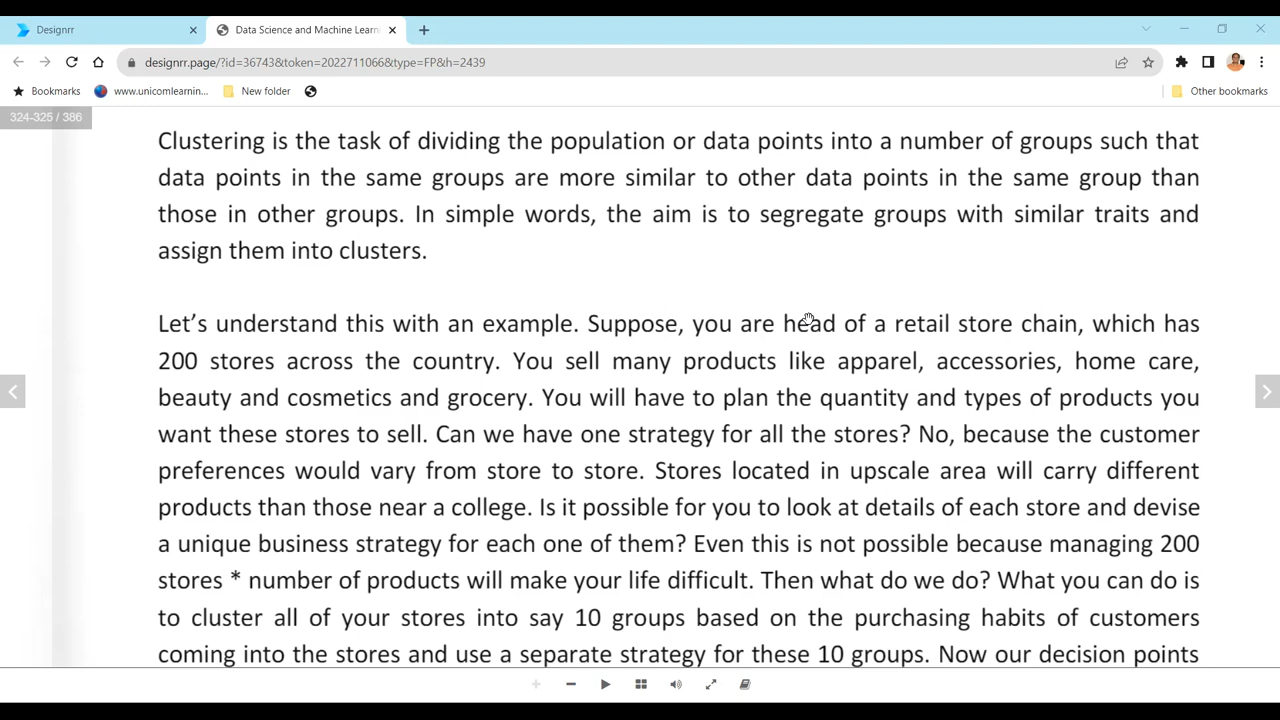 Designrr
Data Science and Machine Learnin
designrr.page/?id=36743&token=2022711066&type=FP&h=2439
Bookmarks
www.unicomlearning...
New folder
Other bookmarks
324-325 / 386
Clustering is the task of dividing the population or data points into a number of groups such that
data points in the same groups are more similar to other data points in the same group than
those in other groups. In simple words, the aim is to segregate groups with similar traits and
assign them into clusters.
Let’s understand this with an example. Suppose, you are head of a retail store chain, which has
200 stores across the country. You sell many products like apparel, accessories, home care,
beauty and cosmetics and grocery. You will have to plan the quantity and types of products you
want these stores to sell. Can we have one strategy for all the stores? No, because the customer
preferences would vary from store to store. Stores located in upscale area will carry different
products than those near a college. Is it possible for you to look at details of each store and devise
a unique business strategy for each one of them? Even this is not possible because managing 200
stores * number of products will make your life difficult. Then what do we do? What you can do is
to cluster all of your stores into say 10 groups based on the purchasing habits of customers
coming into the stores and use a separate strategy for these 10 groups. Now our decision points